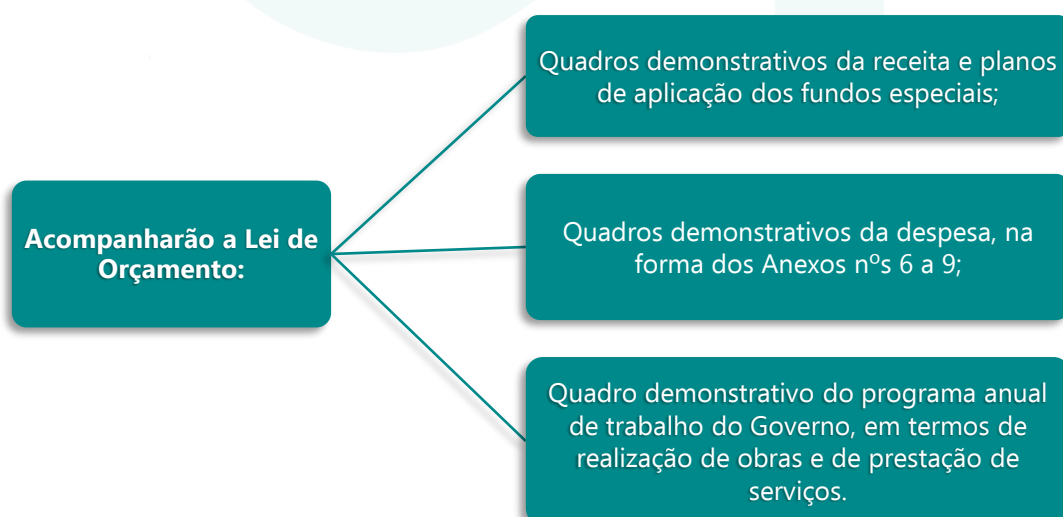 Acompanharão a Lei de
Orçamento:
Quadros demonstrativos da receita e planos
de aplicação dos fundos especiais;
Quadros demonstrativos da despesa, na
forma dos Anexos nºs 6 a 9;
Quadro demonstrativo do programa anual
de trabalho do Governo, em termos de
realização de obras e de prestação de
serviços.